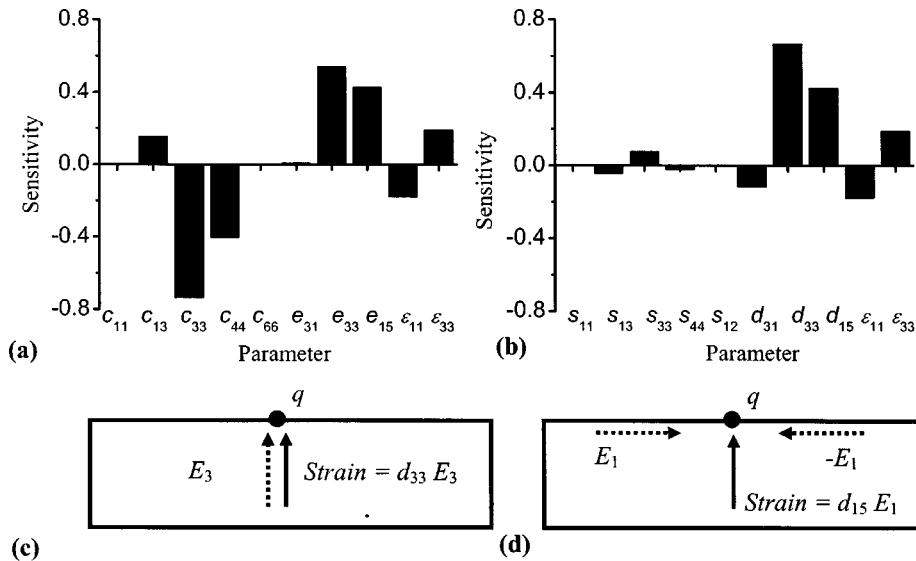 0.8
0.4
0.0
-0.4
-0.8
Sensitivity
c11 c13 c33 c44 c66 e31 e33 e15 ε11 ε33
(a)
Parameter
0.8
0.4
0.0
-0.4
-0.8
Sensitivity
s11 s13 s33 s44 s12 d31 d33 d15 ε11 ε33
(b)
Parameter
q
E3
Strain = d33 E3
(c)
q
E1
-E1
Strain = d15 E1
(d)